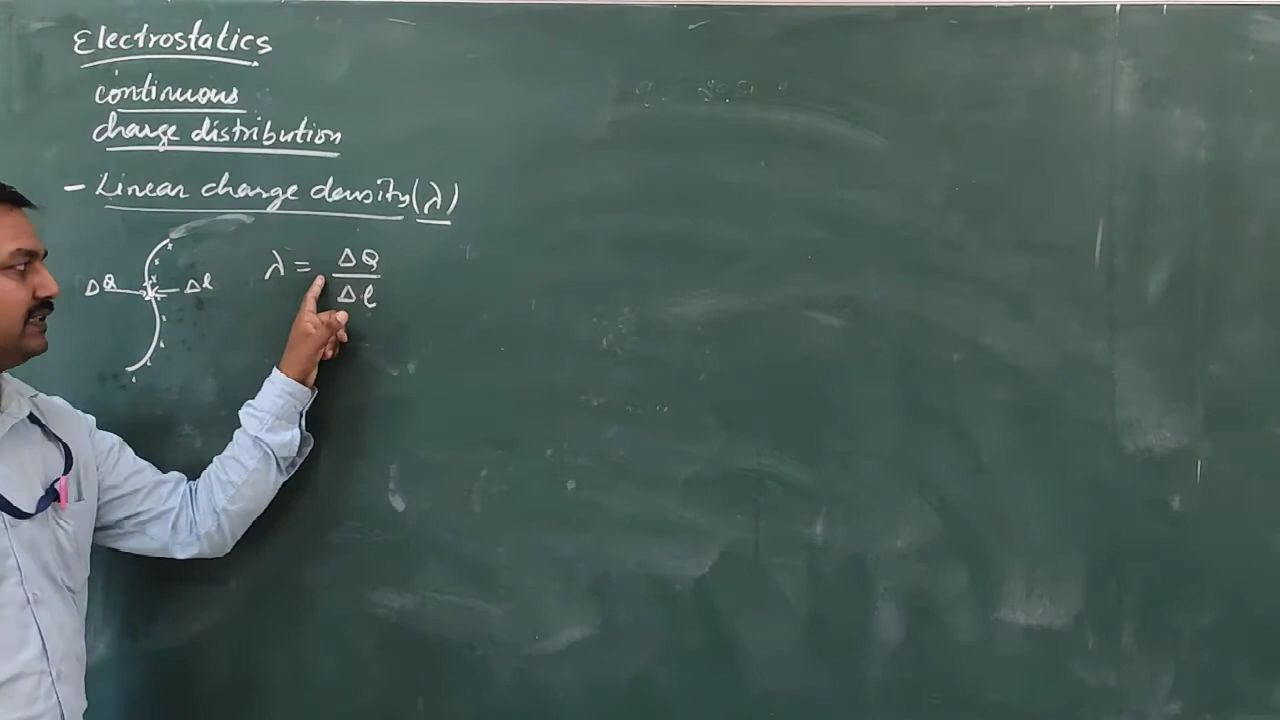 Electrostatics
continuous
charge distribution
- Linear charge density (λ)
λ = ΔQ / Δl
ΔQ Δl